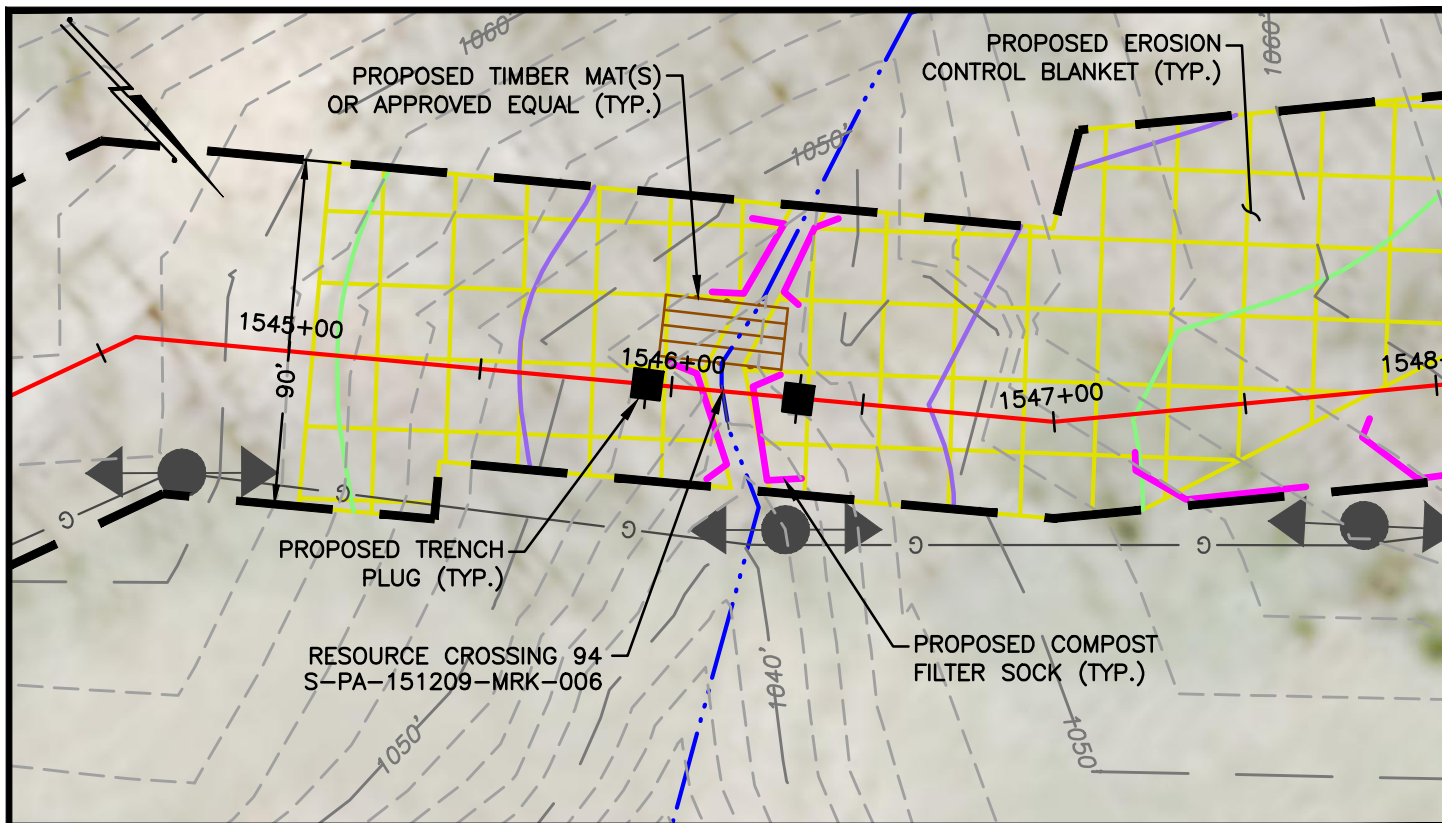 1060'
PROPOSED TIMBER MAT(S)
OR APPROVED EQUAL (TYP.)
PROPOSED EROSION
CONTROL BLANKET (TYP.)
1060'
1050'
1545+00
90'
1546+00
1547+00
1548
G
G
G
G
G
PROPOSED TRENCH
PLUG (TYP.)
RESOURCE CROSSING 94
S-PA-151209-MRK-006
PROPOSED COMPOST
FILTER SOCK (TYP.)
1040'
1050'
1050'